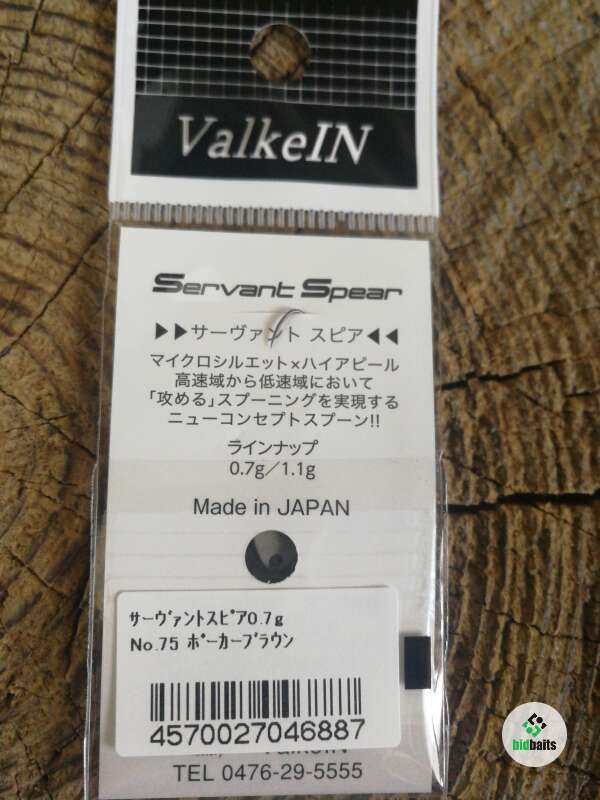 ValkeIN
Servant Spear
▶▶サーヴァント スピア◀◀
マイクロシルエット×ハイアピール
高速域から低速域において
「攻める」スプーニングを実現する
ニューコンセプトスプーン!!
ラインナップ
0.7g/1.1g
Made in JAPAN
ｻｰｳﾞｧﾝﾄｽﾋﾟｱ0.7g
No.75 ﾎﾟｰｶｰﾌﾞﾗｳﾝ
4570027046887
ValkeIN
TEL 0476-29-5555
bidbaits